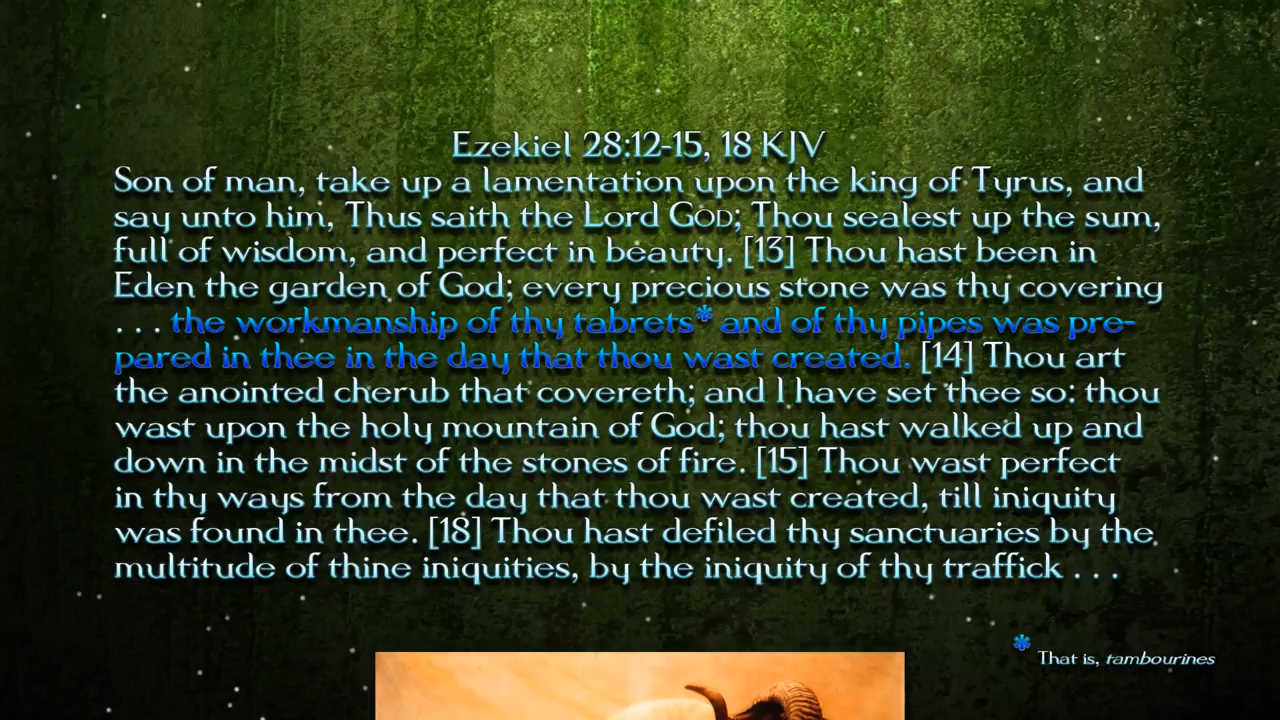 Ezekiel 28:12-15, 18 KJV
Son of man, take up a lamentation upon the king of Tyrus, and
say unto him, Thus saith the Lord GOD; Thou sealest up the sum,
full of wisdom, and perfect in beauty. [13] Thou hast been in
Eden the garden of God; every precious stone was thy covering
. . . the workmanship of thy tabrets* and of thy pipes was pre-
pared in thee in the day that thou wast created. [14] Thou art
the anointed cherub that covereth; and I have set thee so: thou
wast upon the holy mountain of God; thou hast walked up and
down in the midst of the stones of fire. [15] Thou wast perfect
in thy ways from the day that thou wast created, till iniquity
was found in thee. [18] Thou hast defiled thy sanctuaries by the
multitude of thine iniquities, by the iniquity of thy traffick . . .
* That is, tambourines